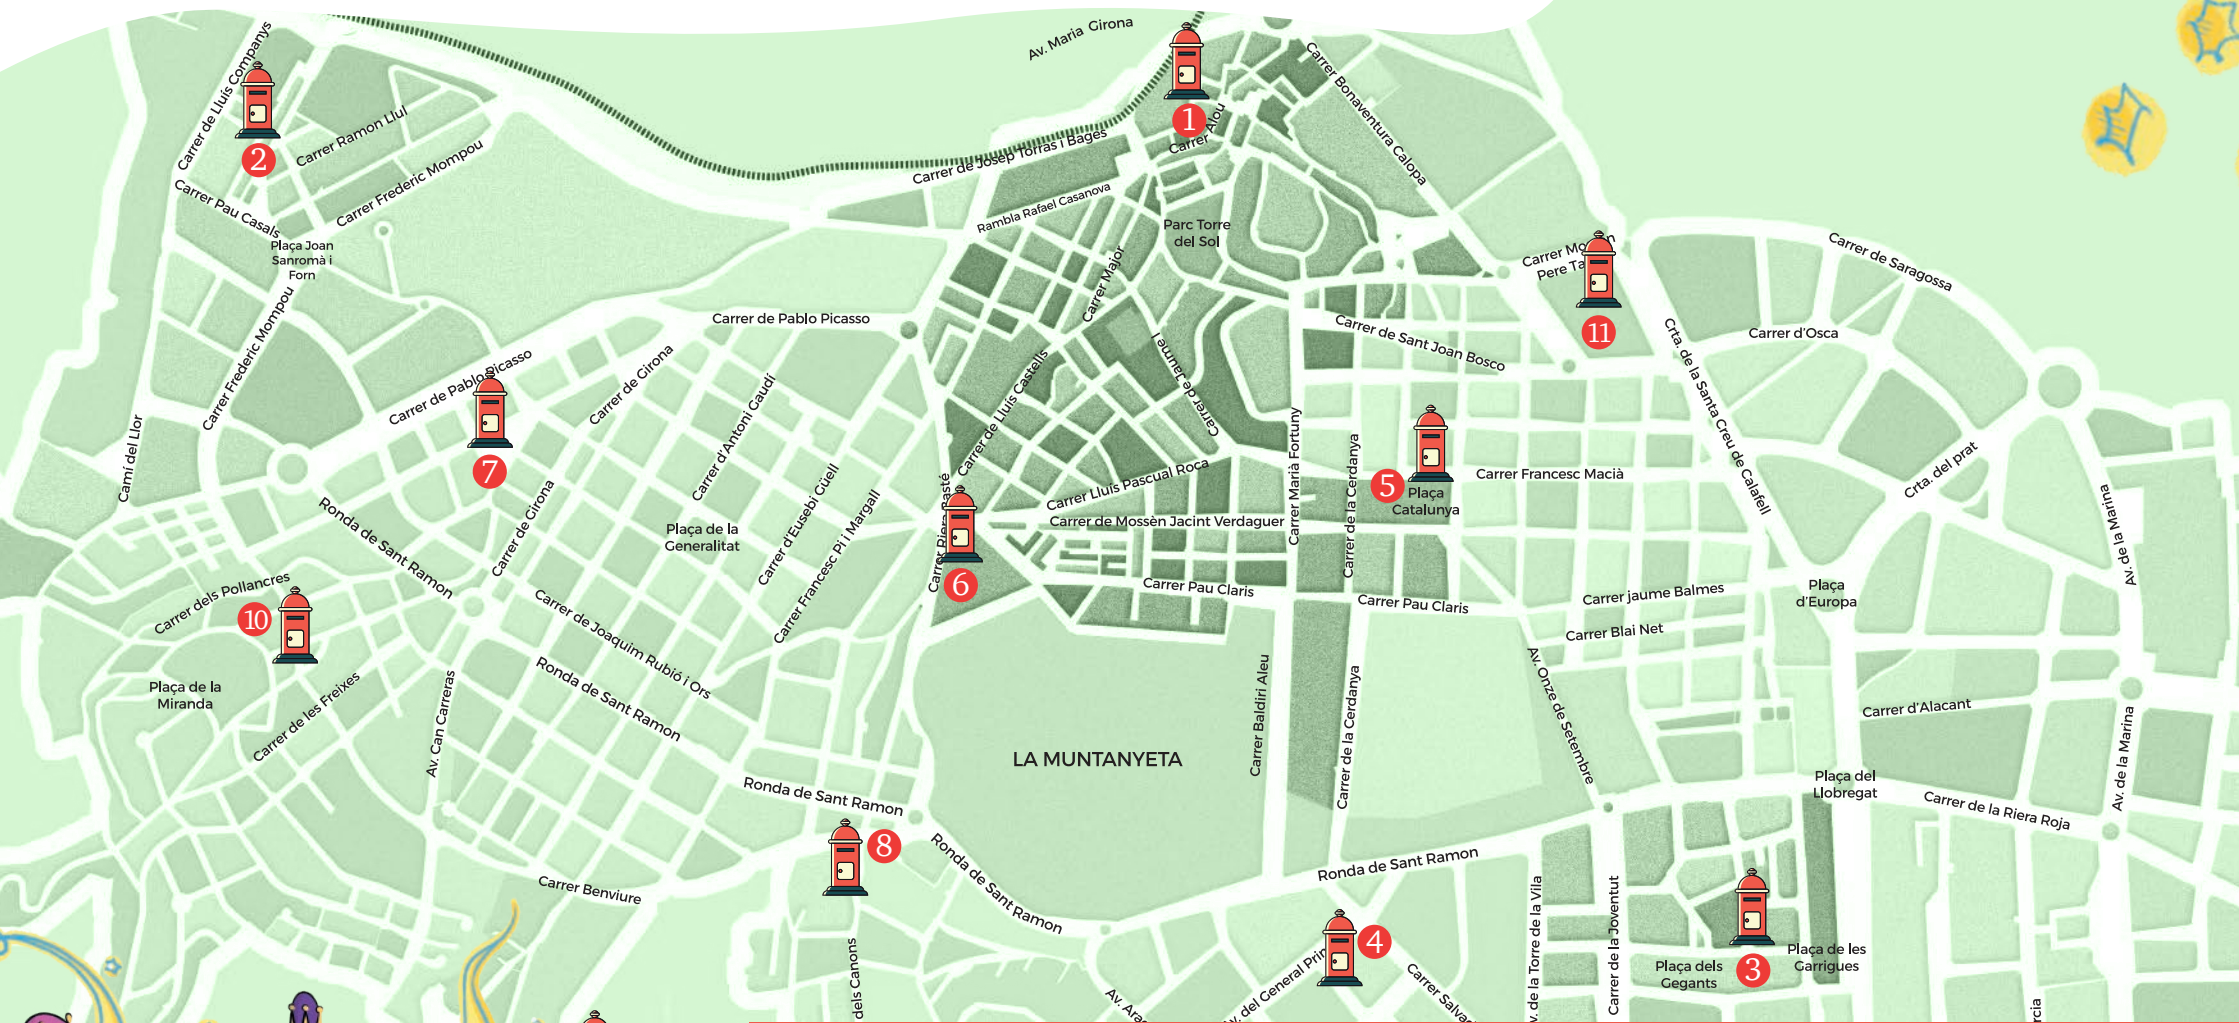 Av. Maria Girona
Carrer de Lluís Companys
Carrer Bonaventura Calopa
1
Carrer Alou
Carrer Ramon Llul
2
Carrer Frederic Mompou
Carrer de Josep Torras i Bages
Carrer Pau Casals
Rambla Rafael Casanova
Plaça Joan
Sanromà i
Forn
Parc Torre
del Sol
Carrer Major
Carrer
Pere
Carrer de Saragossa
11
Carrer de Pablo Picasso
Carrer de Sant Joan Bosco
Carrer d'Osca
Crta. de la Santa Creu de Calafell
Carrer Frederic Mompou
Carrer de Pablo Picasso
Carrer de Girona
Carrer d'Antoni Gaudí
Carrer de Lluís Castells
Carrer de Jaume I
Camí del Llor
7
Carrer Marià Fortuny
Carrer de la Cerdanya
Carrer Francesc Macià
5
Plaça
Catalunya
Crta. del prat
Av. de la Marina
Carrer Lluís Pascual Roca
Carrer de Mossèn Jacint Verdaguer
Ronda de Sant Ramon
Carrer de Girona
Plaça de la
Generalitat
Carrer d'Eusebi Güell
Carrer Francesc Pi i Margall
Carrer
6
Carrer Pau Claris
Carrer Pau Claris
Carrer jaume Balmes
Plaça
d'Europa
Carrer Blai Net
Carrer dels Pollancres
10
Carrer de Joaquim Rubió i Ors
Ronda de Sant Ramon
Plaça de la
Miranda
Carrer de les Freixes
Av. Can Carreras
LA MUNTANYETA
Carrer Baldiri Aleu
Carrer de la Cerdanya
Av. Onze de Setembre
Carrer d'Alacant
Av. de la Marina
Plaça del
Llobregat
Carrer de la Riera Roja
Ronda de Sant Ramon
8
Ronda de Sant Ramon
Ronda de Sant Ramon
Carrer Benviure
dels Canons
4
del General
Carrer
de la Torre de la Vila
Carrer de la Joventut
Plaça dels
Gegants
3
Plaça de les
Garrigues